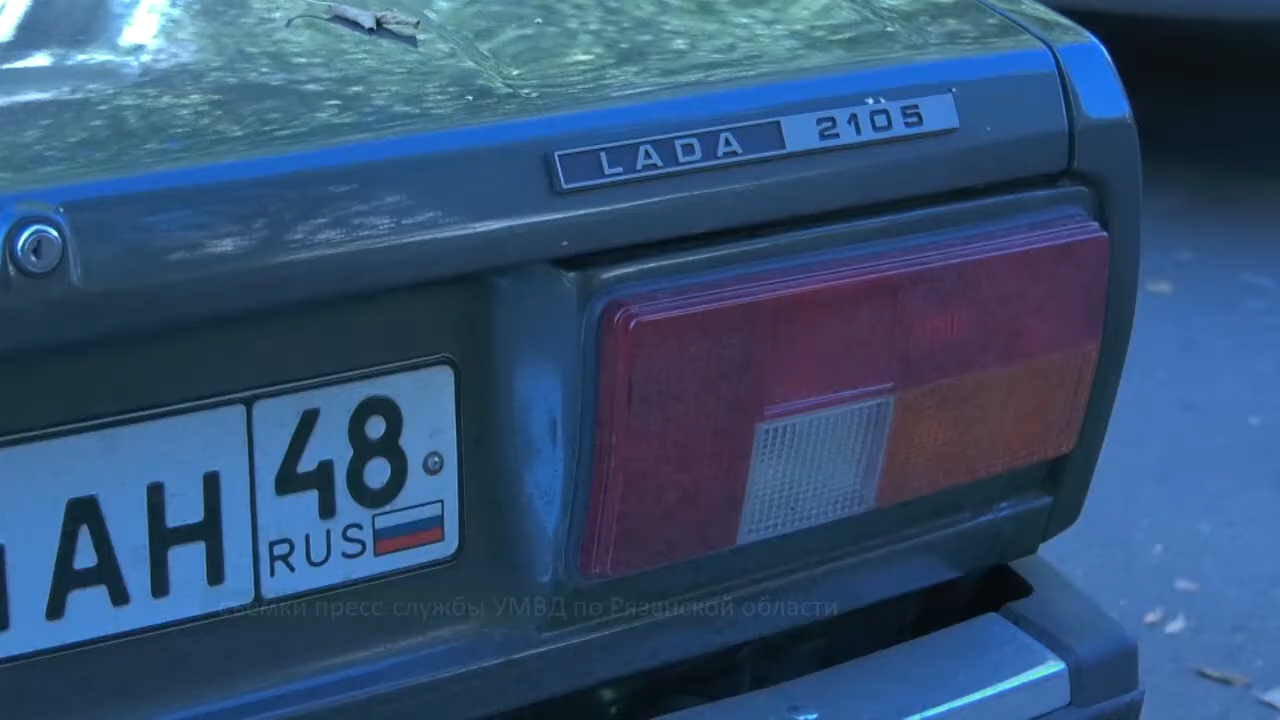 LADA 2105
АН 48
RUS
съемки пресс службы УМВД по Рязанской области